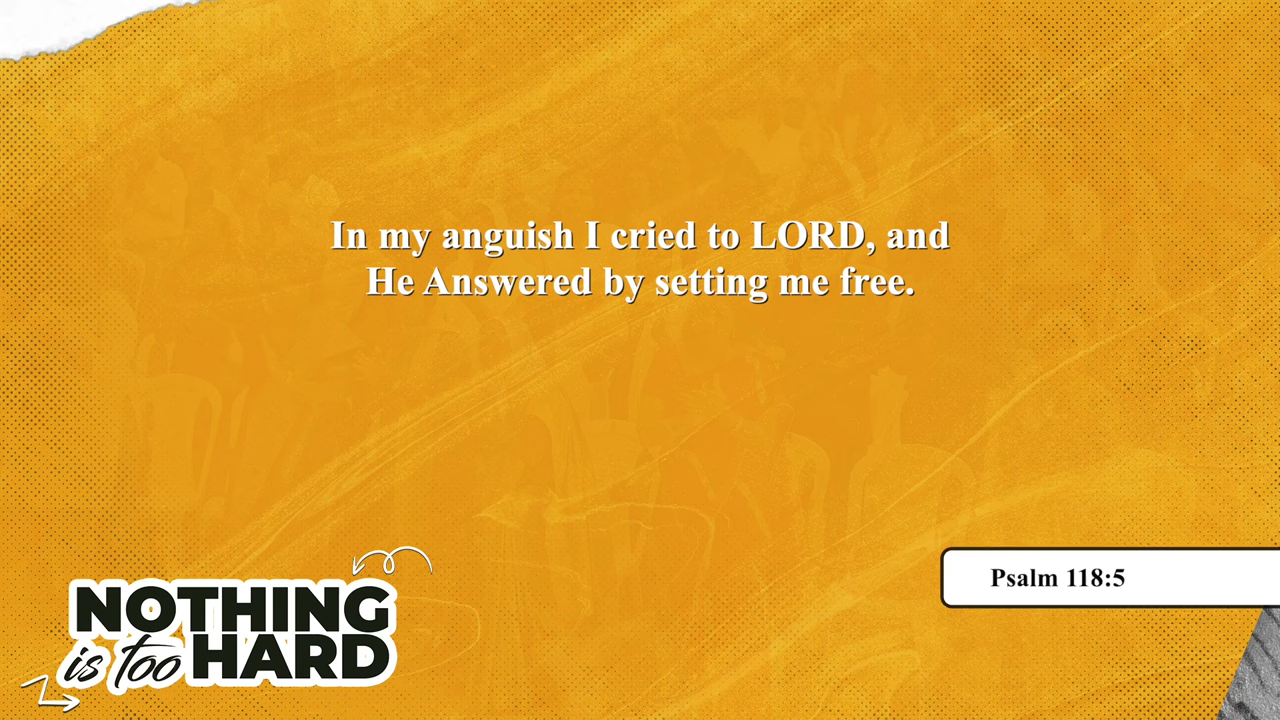 In my anguish I cried to LORD, and
He Answered by setting me free.
Psalm 118:5
NOTHING
is too HARD